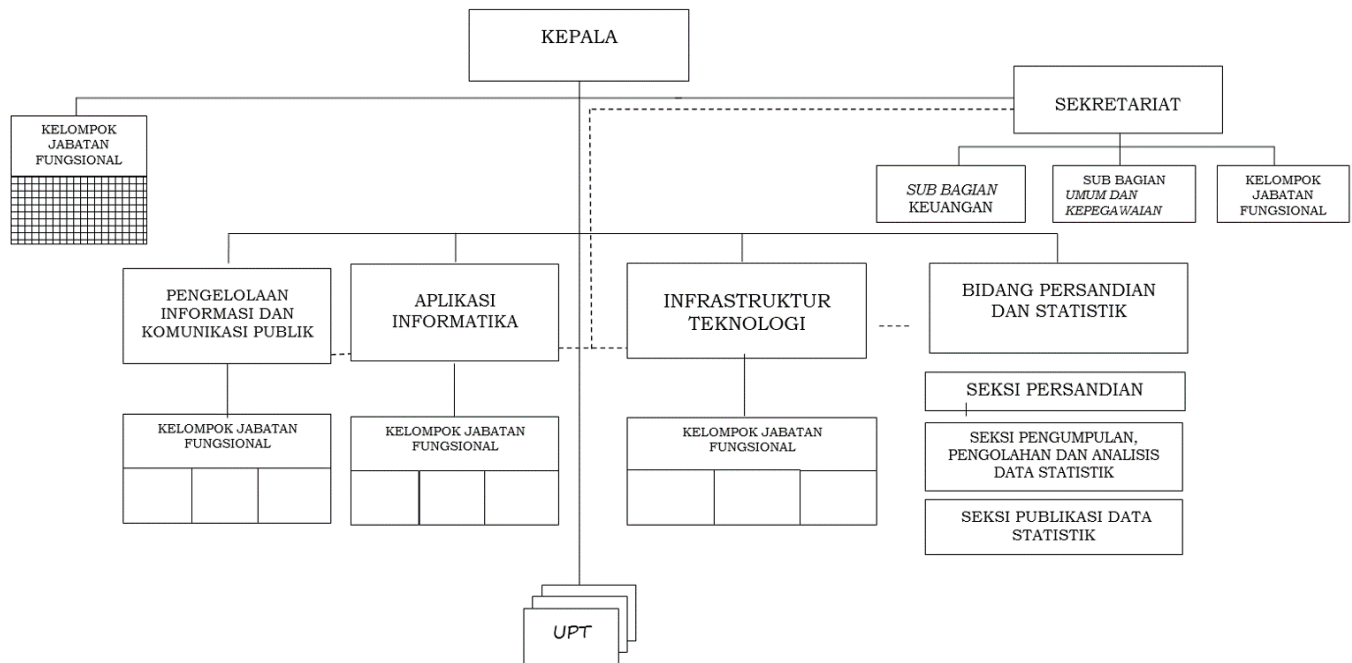 KEPALA
SEKRETARIAT
KELOMPOK
JABATAN
FUNGSIONAL
SUB BAGIAN
KEUANGAN
SUB BAGIAN
UMUM DAN
KEPEGAWAIAN
KELOMPOK
JABATAN
FUNGSIONAL
PENGELOLAAN
INFORMASI DAN
KOMUNIKASI PUBLIK
APLIKASI
INFORMATIKA
INFRASTRUKTUR
TEKNOLOGI
BIDANG PERSANDIAN
DAN STATISTIK
KELOMPOK JABATAN
FUNGSIONAL
KELOMPOK JABATAN
FUNGSIONAL
KELOMPOK JABATAN
FUNGSIONAL
SEKSI PERSANDIAN
SEKSI PENGUMPULAN,
PENGOLAHAN DAN ANALISIS
DATA STATISTIK
SEKSI PUBLIKASI DATA
STATISTIK
UPT